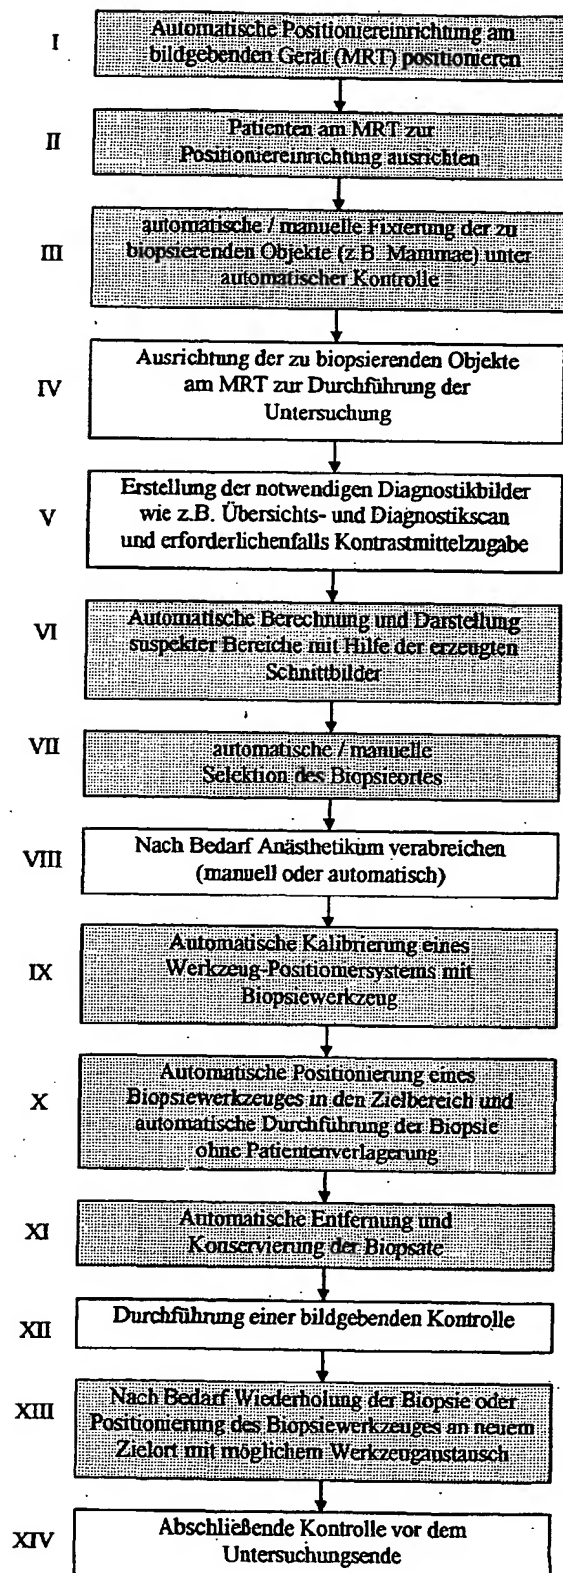 I
Automatische Positioniereinrichtung am
bildgebenden Gerät (MRT) positionieren
II
Patienten am MRT zur
Positioniereinrichtung ausrichten
III
automatische / manuelle Fixierung der zu
biopsierenden Objekte (z.B. Mammae) unter
automatischer Kontrolle
IV
Ausrichtung der zu biopsierenden Objekte
am MRT zur Durchführung der
Untersuchung
V
Erstellung der notwendigen Diagnostikbilder
wie z.B. Übersichts- und Diagnostikscan
und erforderlichenfalls Kontrastmittelzugabe
VI
Automatische Berechnung und Darstellung
suspekter Bereiche mit Hilfe der erzeugten
Schnittbilder
VII
automatische / manuelle
Selektion des Biopsieortes
VIII
Nach Bedarf Anästhetikum verabreichen
(manuell oder automatisch)
IX
Automatische Kalibrierung eines
Werkzeug-Positioniersystems mit
Biopsiewerkzeug
X
Automatische Positionierung eines
Biopsiewerkzeuges in den Zielbereich und
automatische Durchführung der Biopsie
ohne Patientenverlagerung
XI
Automatische Entfernung und
Konservierung der Biopsate
XII
Durchführung einer bildgebenden Kontrolle
XIII
Nach Bedarf Wiederholung der Biopsie oder
Positionierung des Biopsiewerkzeuges an neuem
Zielort mit möglichem Werkzeugaustausch
XIV
Abschließende Kontrolle vor dem
Untersuchungsende